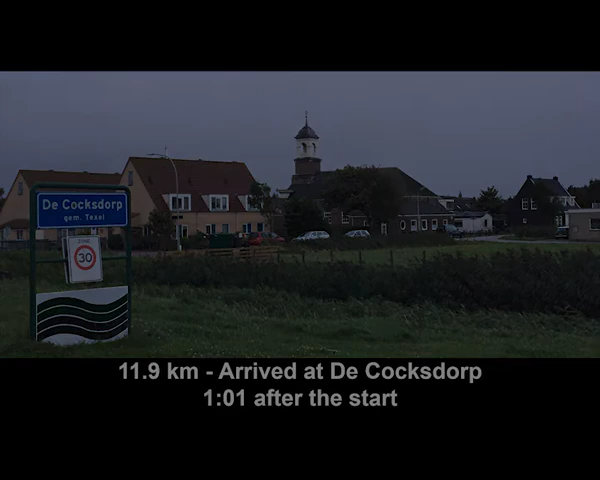 De Cocksdorp
gem. Texel
ZONE
30
11.9 km - Arrived at De Cocksdorp
1:01 after the start